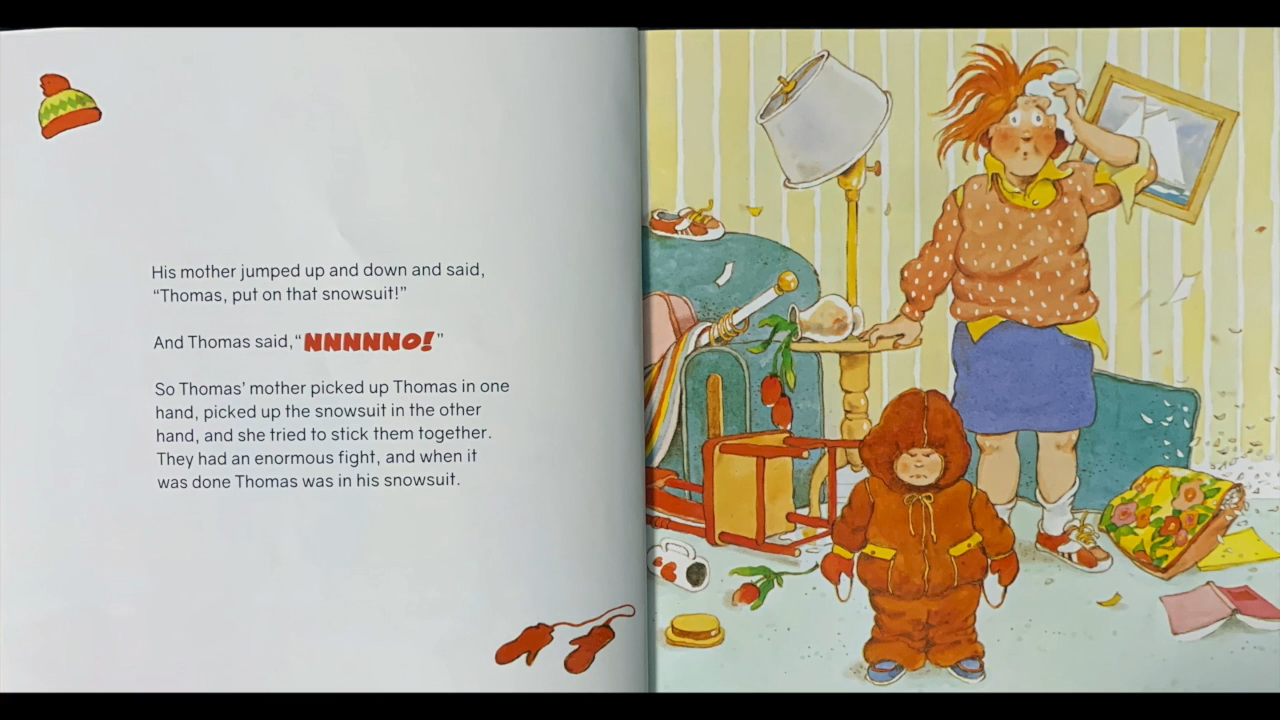 His mother jumped up and down and said,
“Thomas, put on that snowsuit!”
And Thomas said, “NNNNNO!”
So Thomas’ mother picked up Thomas in one
hand, picked up the snowsuit in the other
hand, and she tried to stick them together.
They had an enormous fight, and when it
was done Thomas was in his snowsuit.